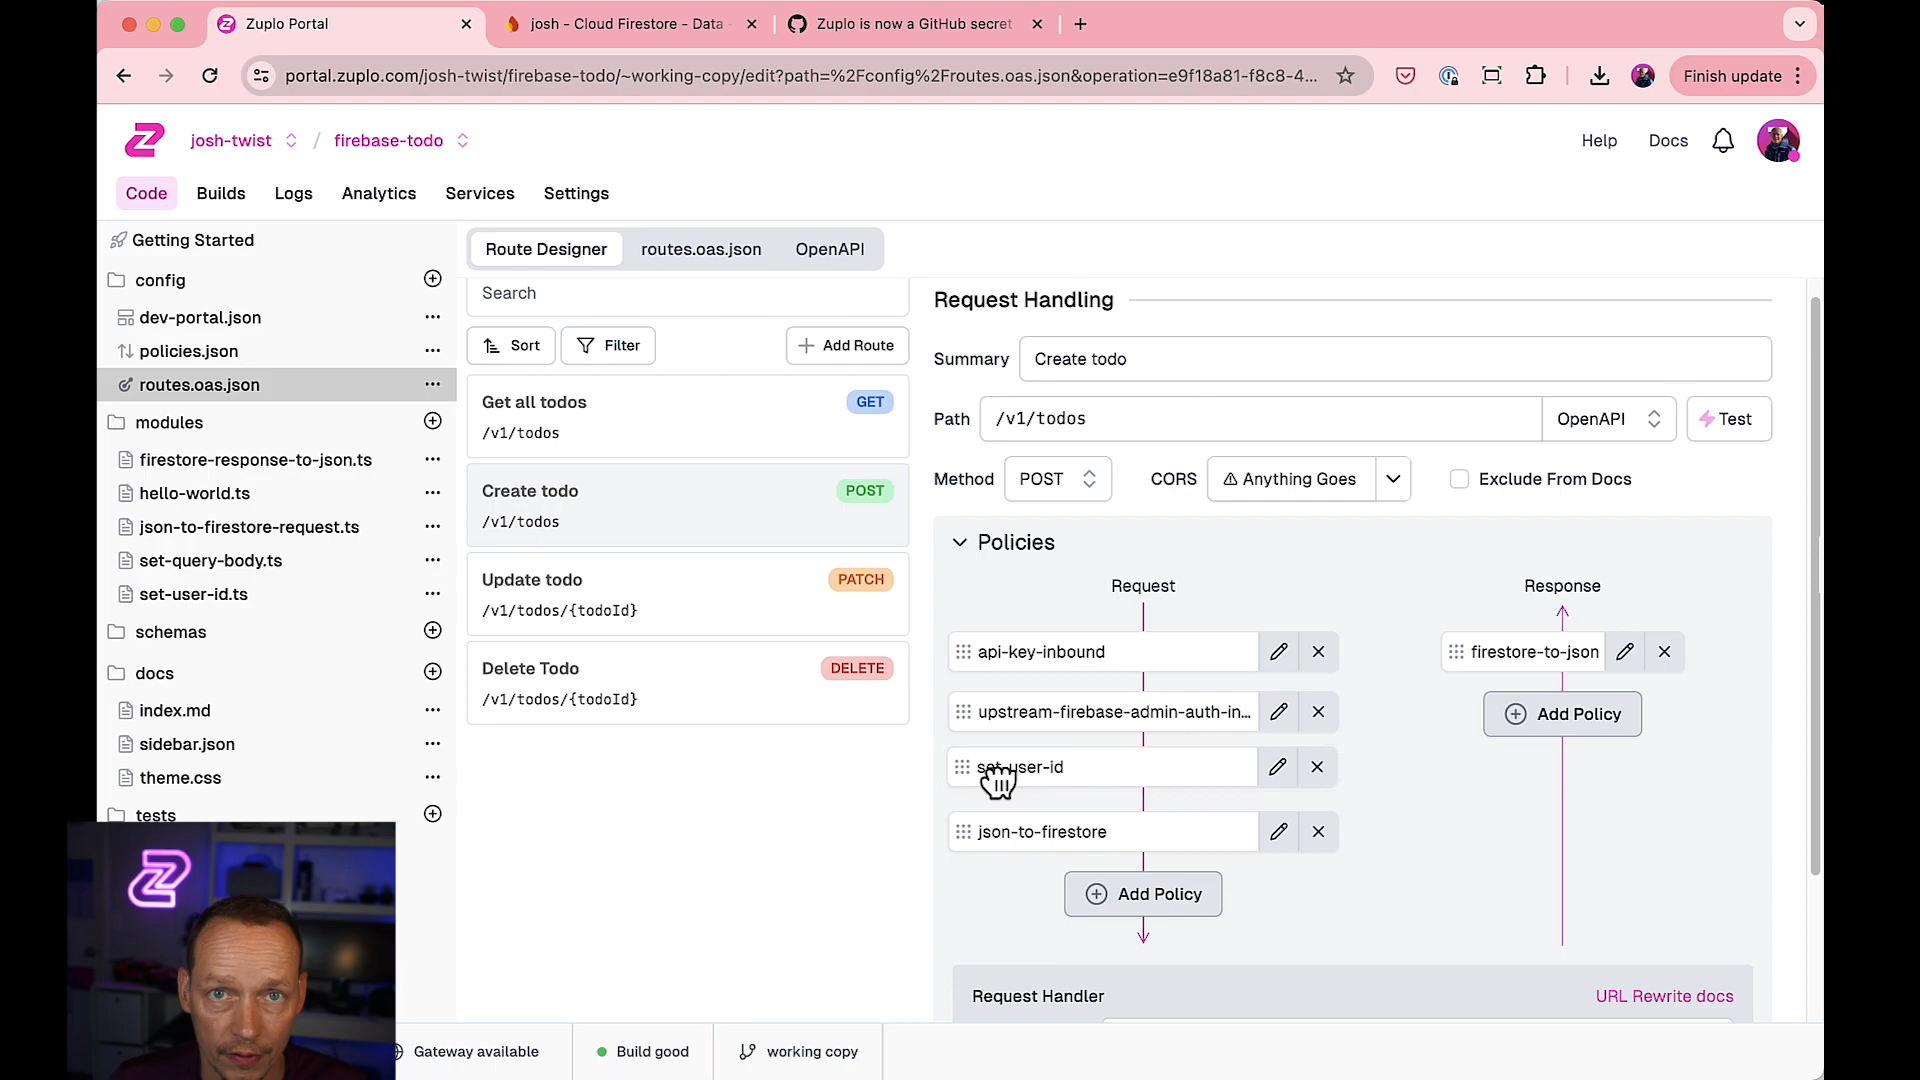 Zuplo Portal
josh - Cloud Firestore - Data
Zuplo is now a GitHub secret
portal.zuplo.com/josh-twist/firebase-todo/~working-copy/edit?path=%2Fconfig%2Froutes.oas.json&operation=e9f18a81-f8c8-4...
Finish update
josh-twist
/
firebase-todo
Help
Docs
Code
Builds
Logs
Analytics
Services
Settings
Getting Started
config
dev-portal.json
policies.json
routes.oas.json
modules
firestore-response-to-json.ts
hello-world.ts
json-to-firestore-request.ts
set-query-body.ts
set-user-id.ts
schemas
docs
index.md
sidebar.json
theme.css
tests
Route Designer
routes.oas.json
OpenAPI
Search
Sort
Filter
Add Route
Get all todos
GET
/v1/todos
Create todo
POST
/v1/todos
Update todo
PATCH
/v1/todos/{todoId}
Delete Todo
DELETE
/v1/todos/{todoId}
Request Handling
Summary
Create todo
Path
/v1/todos
OpenAPI
Test
Method
POST
CORS
Anything Goes
Exclude From Docs
Policies
Request
Response
api-key-inbound
firestore-to-json
upstream-firebase-admin-auth-in...
Add Policy
set-user-id
json-to-firestore
Add Policy
Request Handler
URL Rewrite docs
Gateway available
Build good
working copy